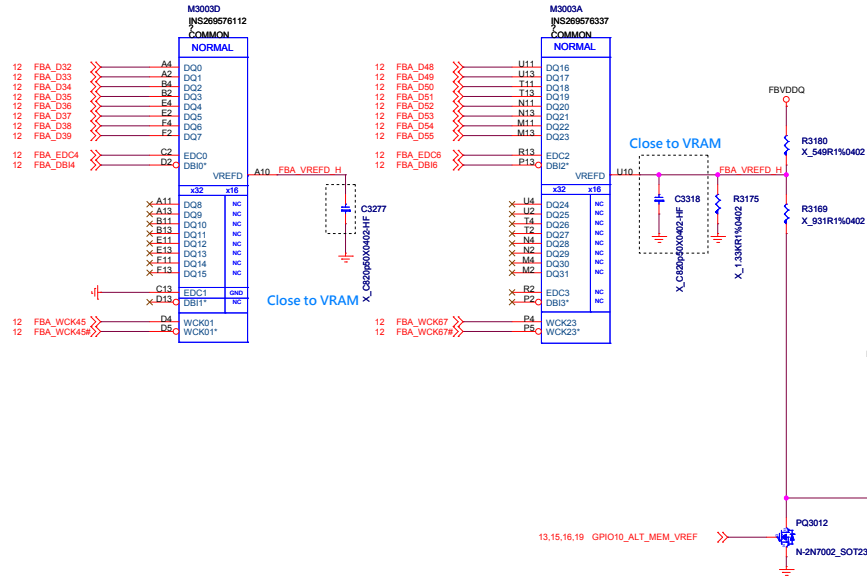 M3003D
INS269576112
?
COMMON
NORMAL
12 FBA_D32 A4 DQ0
12 FBA_D33 A2 DQ1
12 FBA_D34 B4 DQ2
12 FBA_D35 B2 DQ3
12 FBA_D36 E4 DQ4
12 FBA_D37 E2 DQ5
12 FBA_D38 F4 DQ6
12 FBA_D39 F2 DQ7
12 FBA_EDC4 C2 EDC0
12 FBA_DBI4 D2 DBI0*
VREFD A10 FBA_VREFD_H
x32 x16
A11 DQ8 NC
A13 DQ9 NC
B11 DQ10 NC
B13 DQ11 NC
E11 DQ12 NC
E13 DQ13 NC
F11 DQ14 NC
F13 DQ15 NC
C13 EDC1 GND
D13 DBI1* NC
12 FBA_WCK45 D4 WCK01
12 FBA_WCK45# D5 WCK01*
C3277
X_C820p50X0402-HF
Close to VRAM
M3003A
INS269576337
?
COMMON
NORMAL
12 FBA_D48 U11 DQ16
12 FBA_D49 U13 DQ17
12 FBA_D50 T11 DQ18
12 FBA_D51 T13 DQ19
12 FBA_D52 N11 DQ20
12 FBA_D53 N13 DQ21
12 FBA_D54 M11 DQ22
12 FBA_D55 M13 DQ23
12 FBA_EDC6 R13 EDC2
12 FBA_DBI6 P13 DBI2*
VREFD U10 FBA_VREFD_H
x32 x16
U4 DQ24 NC
U2 DQ25 NC
T4 DQ26 NC
T2 DQ27 NC
N4 DQ28 NC
N2 DQ29 NC
M4 DQ30 NC
M2 DQ31 NC
R2 EDC3 NC
P2 DBI3* NC
12 FBA_WCK67 P4 WCK23
12 FBA_WCK67# P5 WCK23*
Close to VRAM
C3318
X_C820p50X0402-HF
R3175
X_1.33KR1%0402
FBVDDQ
R3180
X_549R1%0402
R3169
X_931R1%0402
13,15,16,19 GPIO10_ALT_MEM_VREF
PQ3012
N-2N7002_SOT23